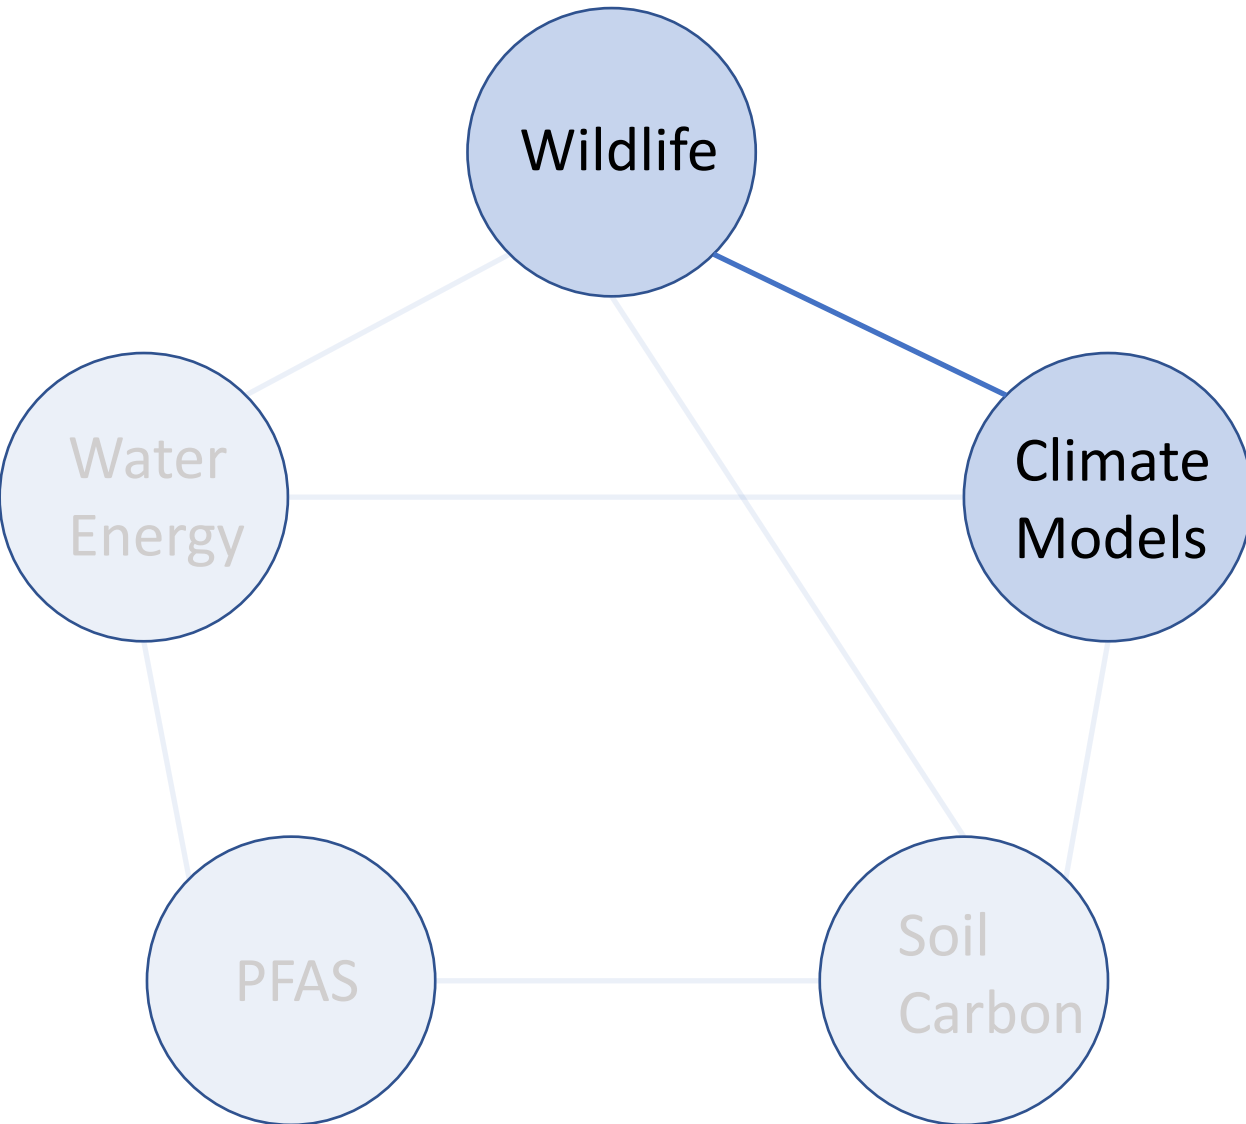 Wildlife
Water
Energy
Climate
Models
PFAS
Soil
Carbon